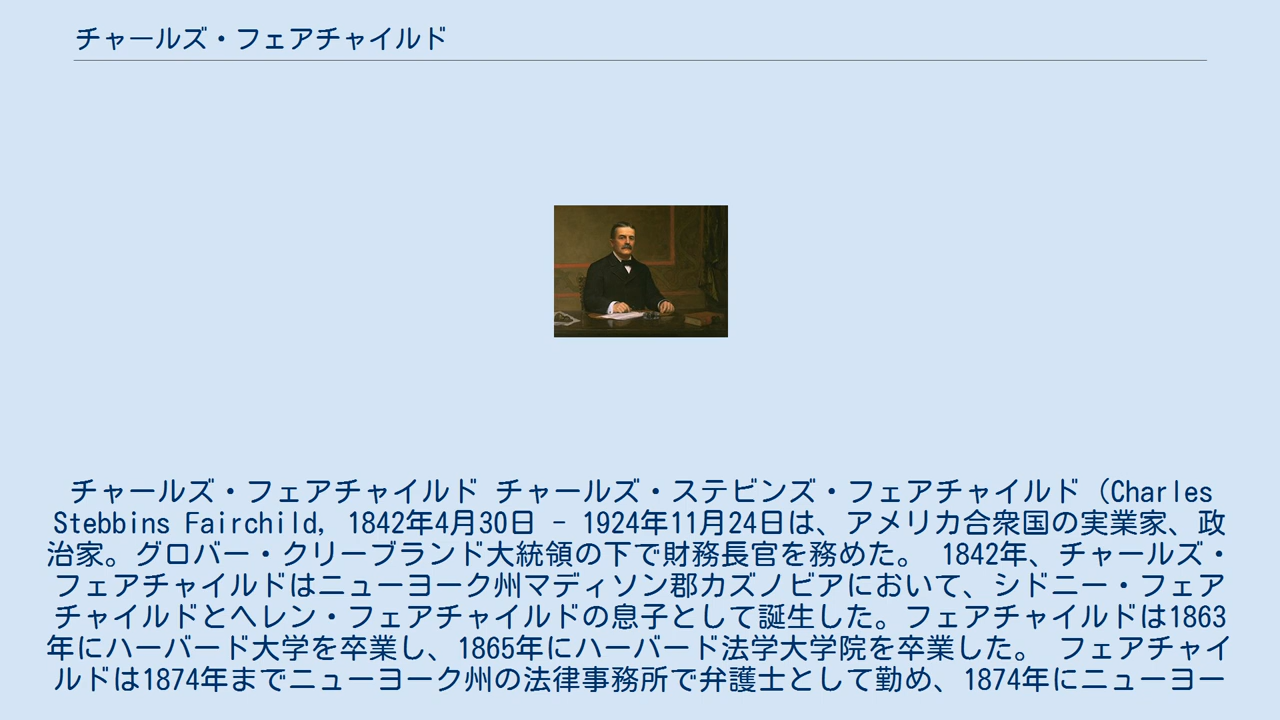 チャールズ・フェアチャイルド
チャールズ・フェアチャイルド チャールズ・ステビンズ・フェアチャイルド（Charles
Stebbins Fairchild, 1842年4月30日 - 1924年11月24日は、アメリカ合衆国の実業家、政
治家。グロバー・クリーブランド大統領の下で財務長官を務めた。 1842年、チャールズ・
フェアチャイルドはニューヨーク州マディソン郡カズノビアにおいて、シドニー・フェア
チャイルドとヘレン・フェアチャイルドの息子として誕生した。フェアチャイルドは1863
年にハーバード大学を卒業し、1865年にハーバード法学大学院を卒業した。 フェアチャイ
ルドは1874年までニューヨーク州の法律事務所で弁護士として勤め、1874年にニューヨー